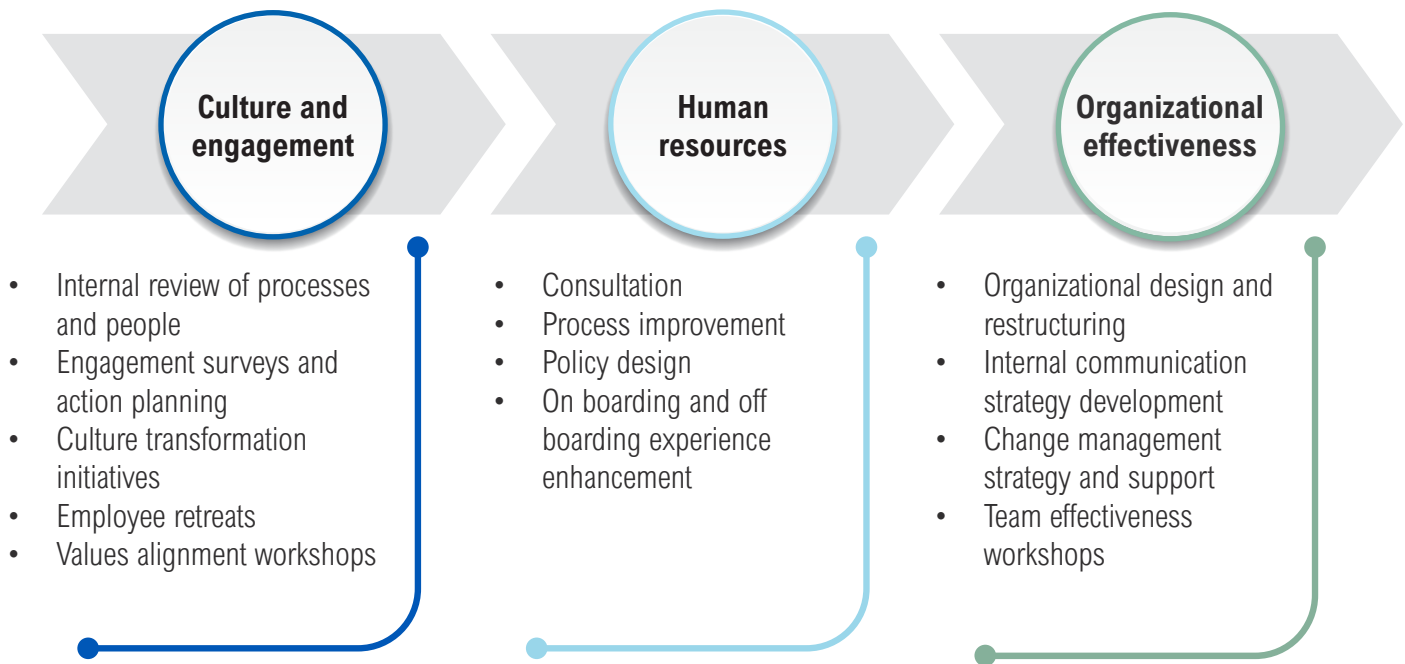 Culture and
engagement
• Internal review of processes
and people
• Engagement surveys and
action planning
• Culture transformation
initiatives
• Employee retreats
• Values alignment workshops
Human
resources
• Consultation
• Process improvement
• Policy design
• On boarding and off
boarding experience
enhancement
Organizational
effectiveness
• Organizational design and
restructuring
• Internal communication
strategy development
• Change management
strategy and support
• Team effectiveness
workshops